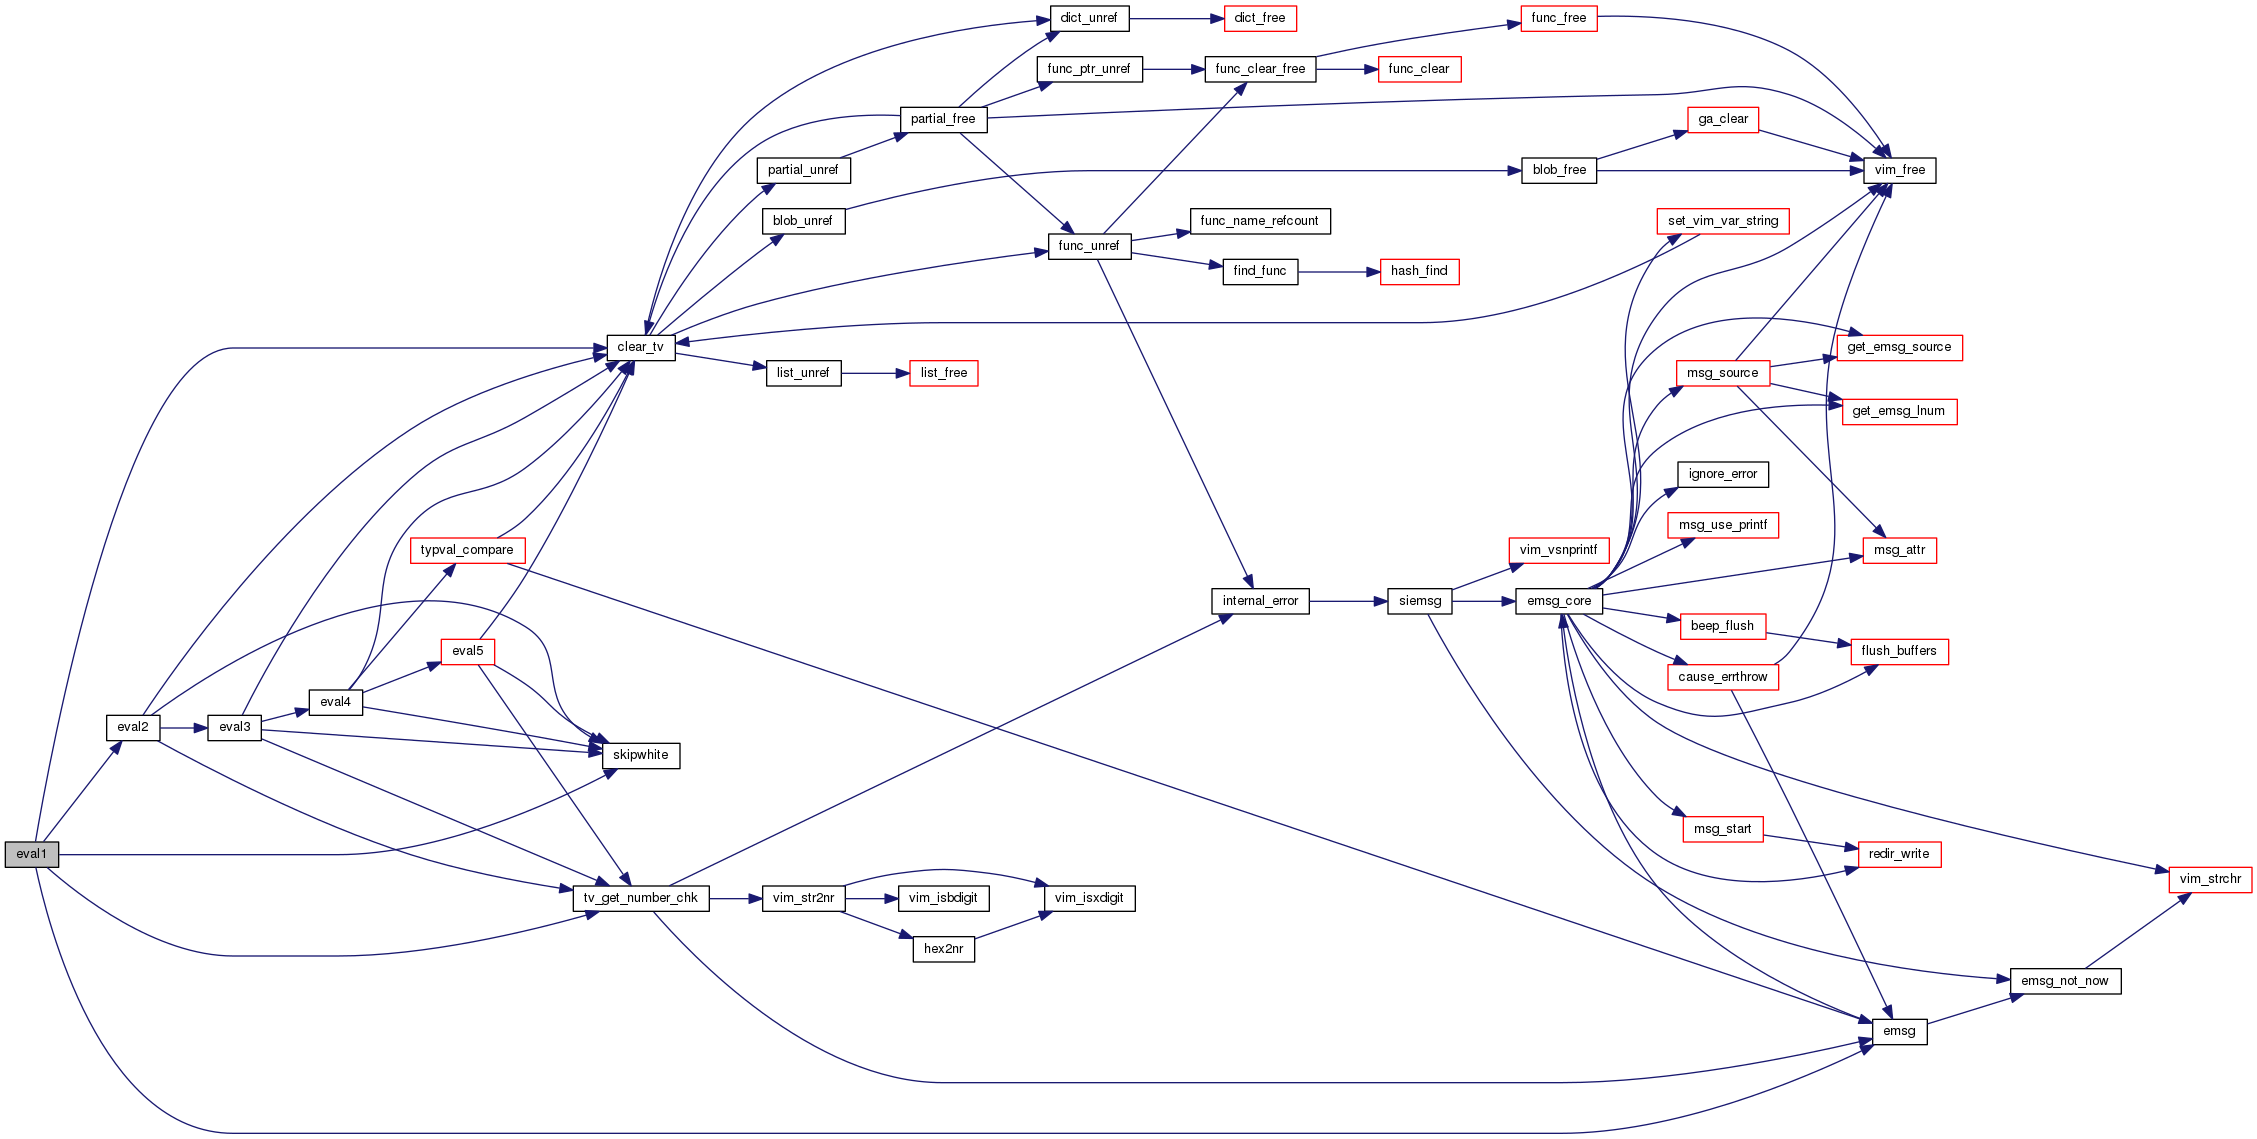 dict_unref
dict_free
func_free
func_ptr_unref
func_clear_free
func_clear
partial_free
ga_clear
partial_unref
blob_free
vim_free
blob_unref
func_name_refcount
set_vim_var_string
func_unref
find_func
hash_find
clear_tv
get_emsg_source
list_unref
list_free
msg_source
get_emsg_lnum
ignore_error
msg_use_printf
typval_compare
vim_vsnprintf
msg_attr
internal_error
siemsg
emsg_core
beep_flush
eval5
flush_buffers
cause_errthrow
eval4
eval2
eval3
skipwhite
msg_start
eval1
redir_write
vim_strchr
tv_get_number_chk
vim_str2nr
vim_isbdigit
vim_isxdigit
hex2nr
emsg_not_now
emsg